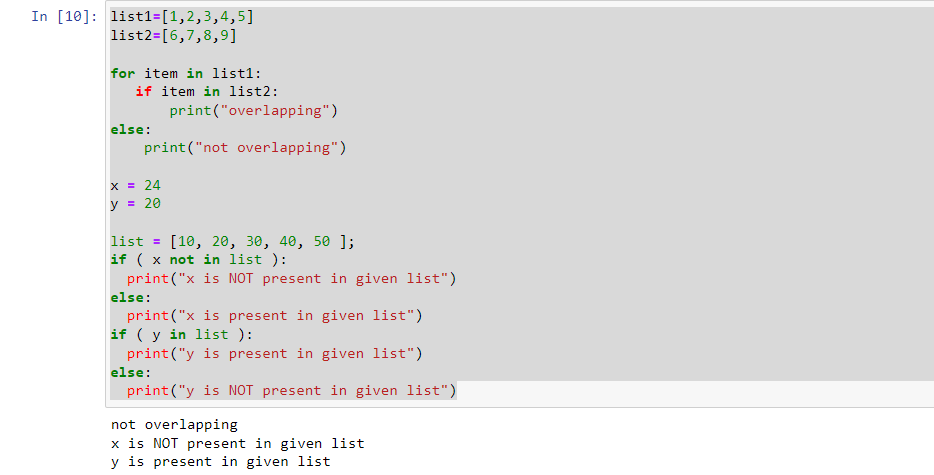 In [10]: list1=[1,2,3,4,5]
list2=[6,7,8,9]

for item in list1:
   if item in list2:
       print("overlapping")
else:
    print("not overlapping")

x = 24
y = 20

list = [10, 20, 30, 40, 50 ];
if ( x not in list ):
  print("x is NOT present in given list")
else:
  print("x is present in given list")
if ( y in list ):
  print("y is present in given list")
else:
  print("y is NOT present in given list")
not overlapping
x is NOT present in given list
y is present in given list